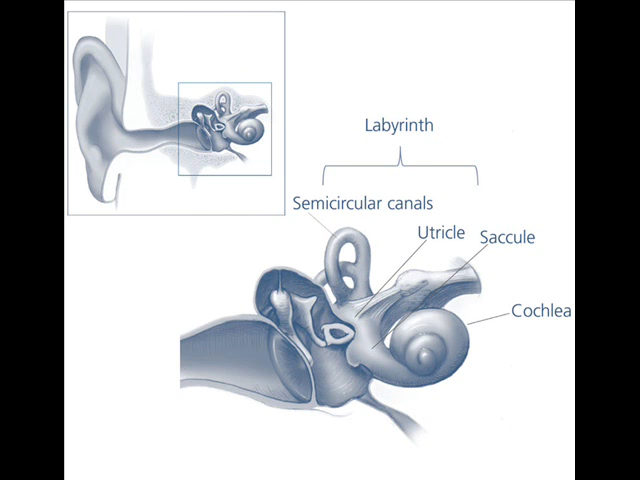 Labyrinth
Semicircular canals
Utricle
Saccule
Cochlea